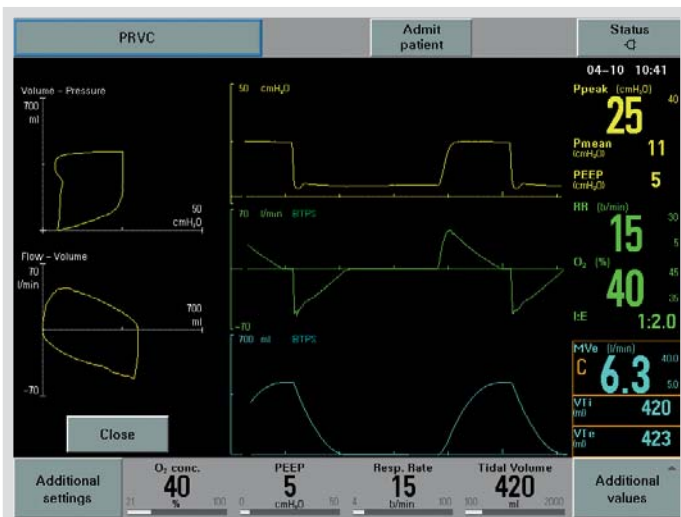 PRVC
Admit
patient
Status
04-10 10:41
Volume - Pressure
700
ml
50
cmH₂O
Flow - Volume
70
l/min
700
ml
-70
Close
50 cmH₂O
70 l/min BTPS
-70
700 ml BTPS
Ppeak (cmH₂O)
40
25
Pmean
(cmH₂O)
11
PEEP
(cmH₂O)
5
RR (b/min)
30
15
5
O₂ (%)
45
40
35
I:E
1:2.0
MVe (l/min)
C
6.3
40.0
5.0
VTi
(ml)
420
VTe
(ml)
423
Additional
settings
O₂ conc.
40
21 % 100
PEEP
5
0 cmH₂O 50
Resp. Rate
15
4 b/min 100
Tidal Volume
420
100 ml 2000
Additional
values